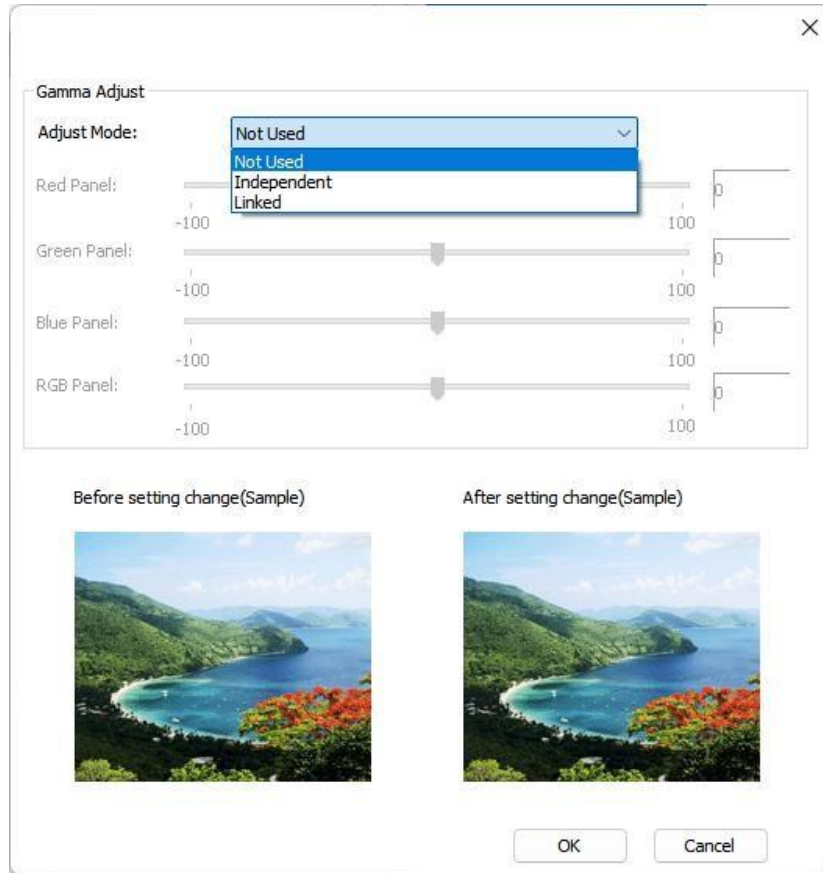 Gamma Adjust
Adjust Mode: Not Used
Not Used
Independent
Linked
Red Panel: 0
-100 100
Green Panel: 0
-100 100
Blue Panel: 0
-100 100
RGB Panel: 0
-100 100
Before setting change(Sample) After setting change(Sample)
OK Cancel